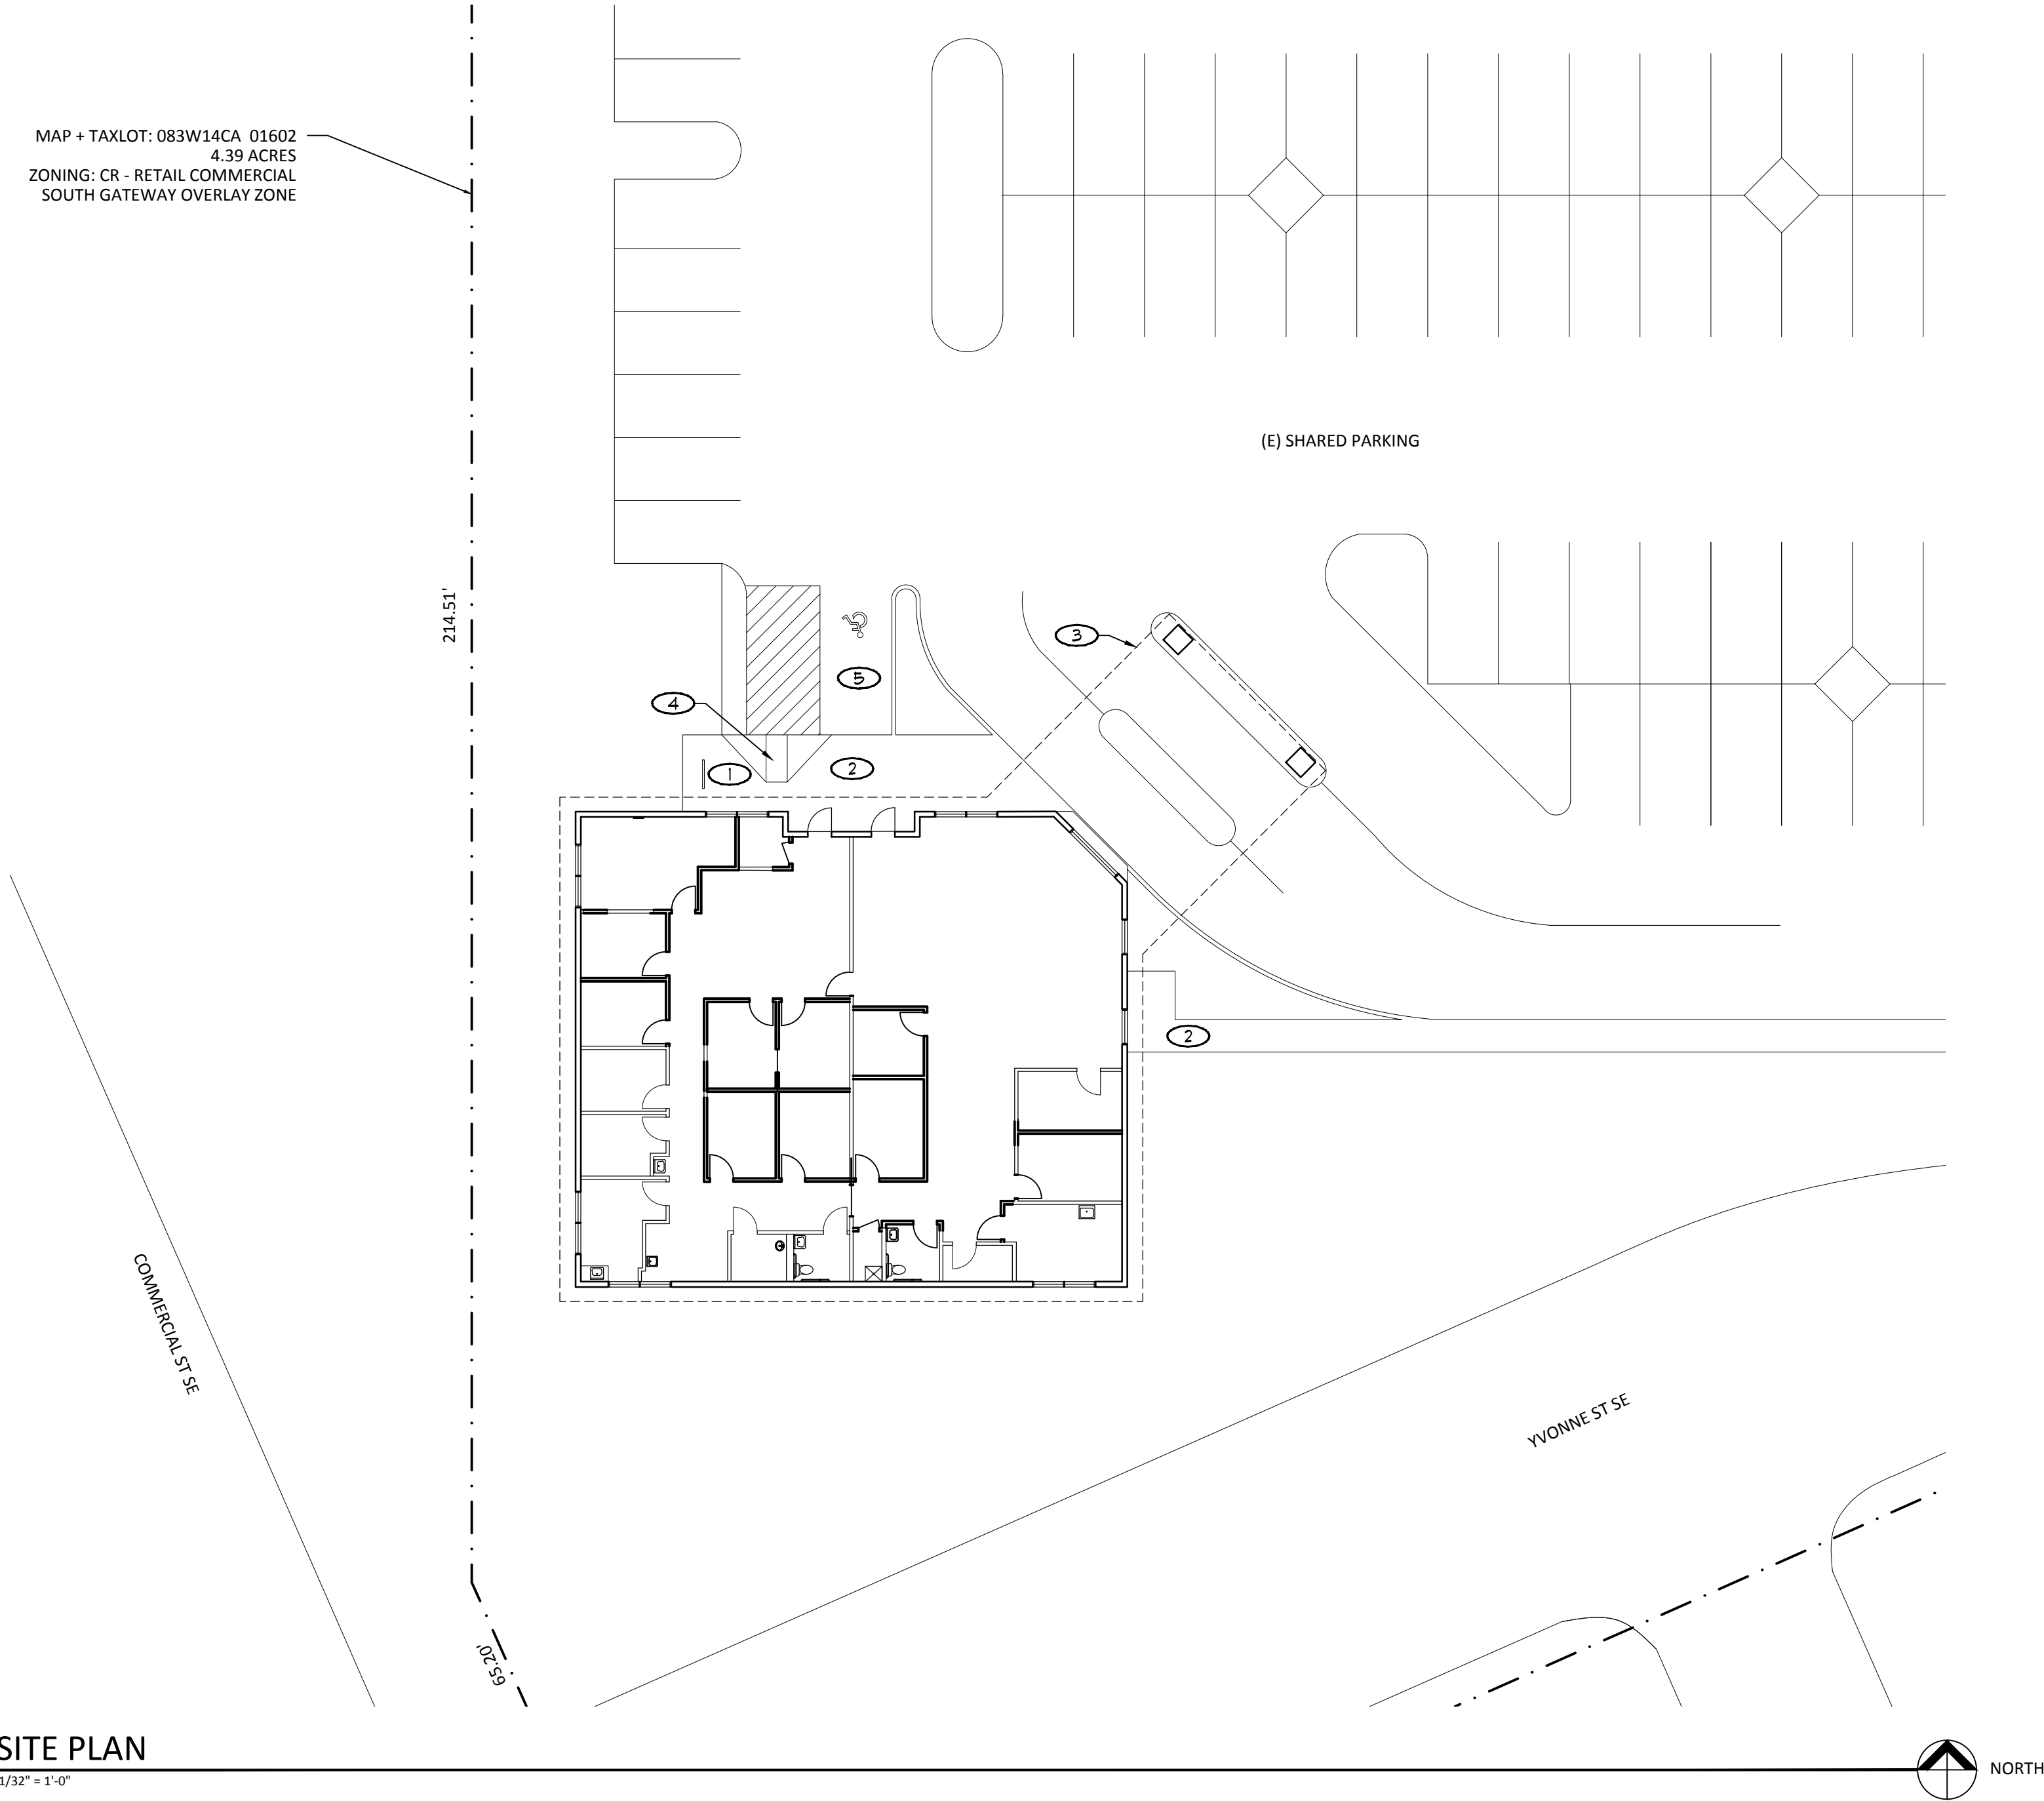 MAP + TAXLOT: 083W14CA 01602
4.39 ACRES
ZONING: CR - RETAIL COMMERCIAL
SOUTH GATEWAY OVERLAY ZONE
(E) SHARED PARKING
214.51'
3
5
4
1
2
2
COMMERCIAL ST SE
YVONNE ST SE
65.20'
SITE PLAN
1/32" = 1'-0"
NORTH